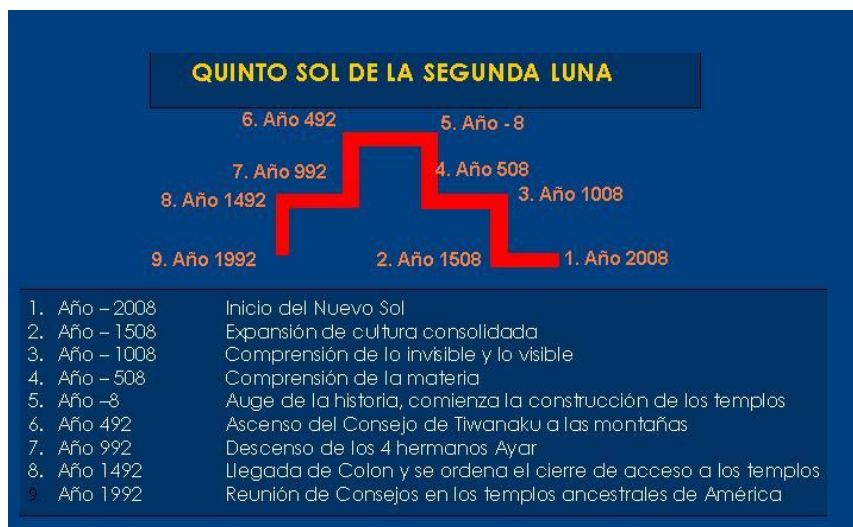 QUINTO SOL DE LA SEGUNDA LUNA
6. Año 492
5. Año - 8
7. Año 992
4. Año 508
8. Año 1492
3. Año 1008
9. Año 1992
2. Año 1508
1. Año 2008
1. Año – 2008 Inicio del Nuevo Sol
2. Año – 1508 Expansión de cultura consolidada
3. Año – 1008 Comprensión de lo invisible y lo visible
4. Año – 508 Comprensión de la materia
5. Año –8 Auge de la historia, comienza la construcción de los templos
6. Año 492 Ascenso del Consejo de Tiwanaku a las montañas
7. Año 992 Descenso de los 4 hermanos Ayar
8. Año 1492 Llegada de Colon y se ordena el cierre de acceso a los templos
9 Año 1992 Reunión de Consejos en los templos ancestrales de América